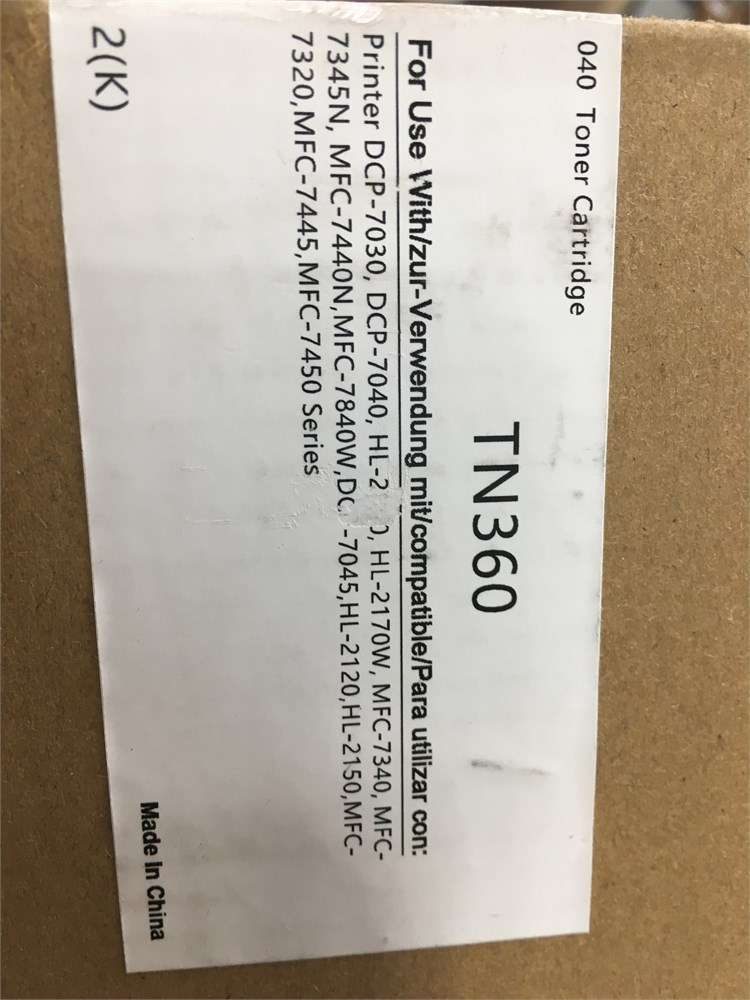 040 Toner Cartridge
TN360
For Use With/zur-Verwendung mit/compatible/Para utilizar con:
Printer DCP-7030, DCP-7040, HL-2170W, MFC-7340, MFC-
7345N, MFC-7440N,MFC-7840W, -7045,HL-2120,HL-2150,MFC-
7320,MFC-7445,MFC-7450 Series
2(K)
Made In China